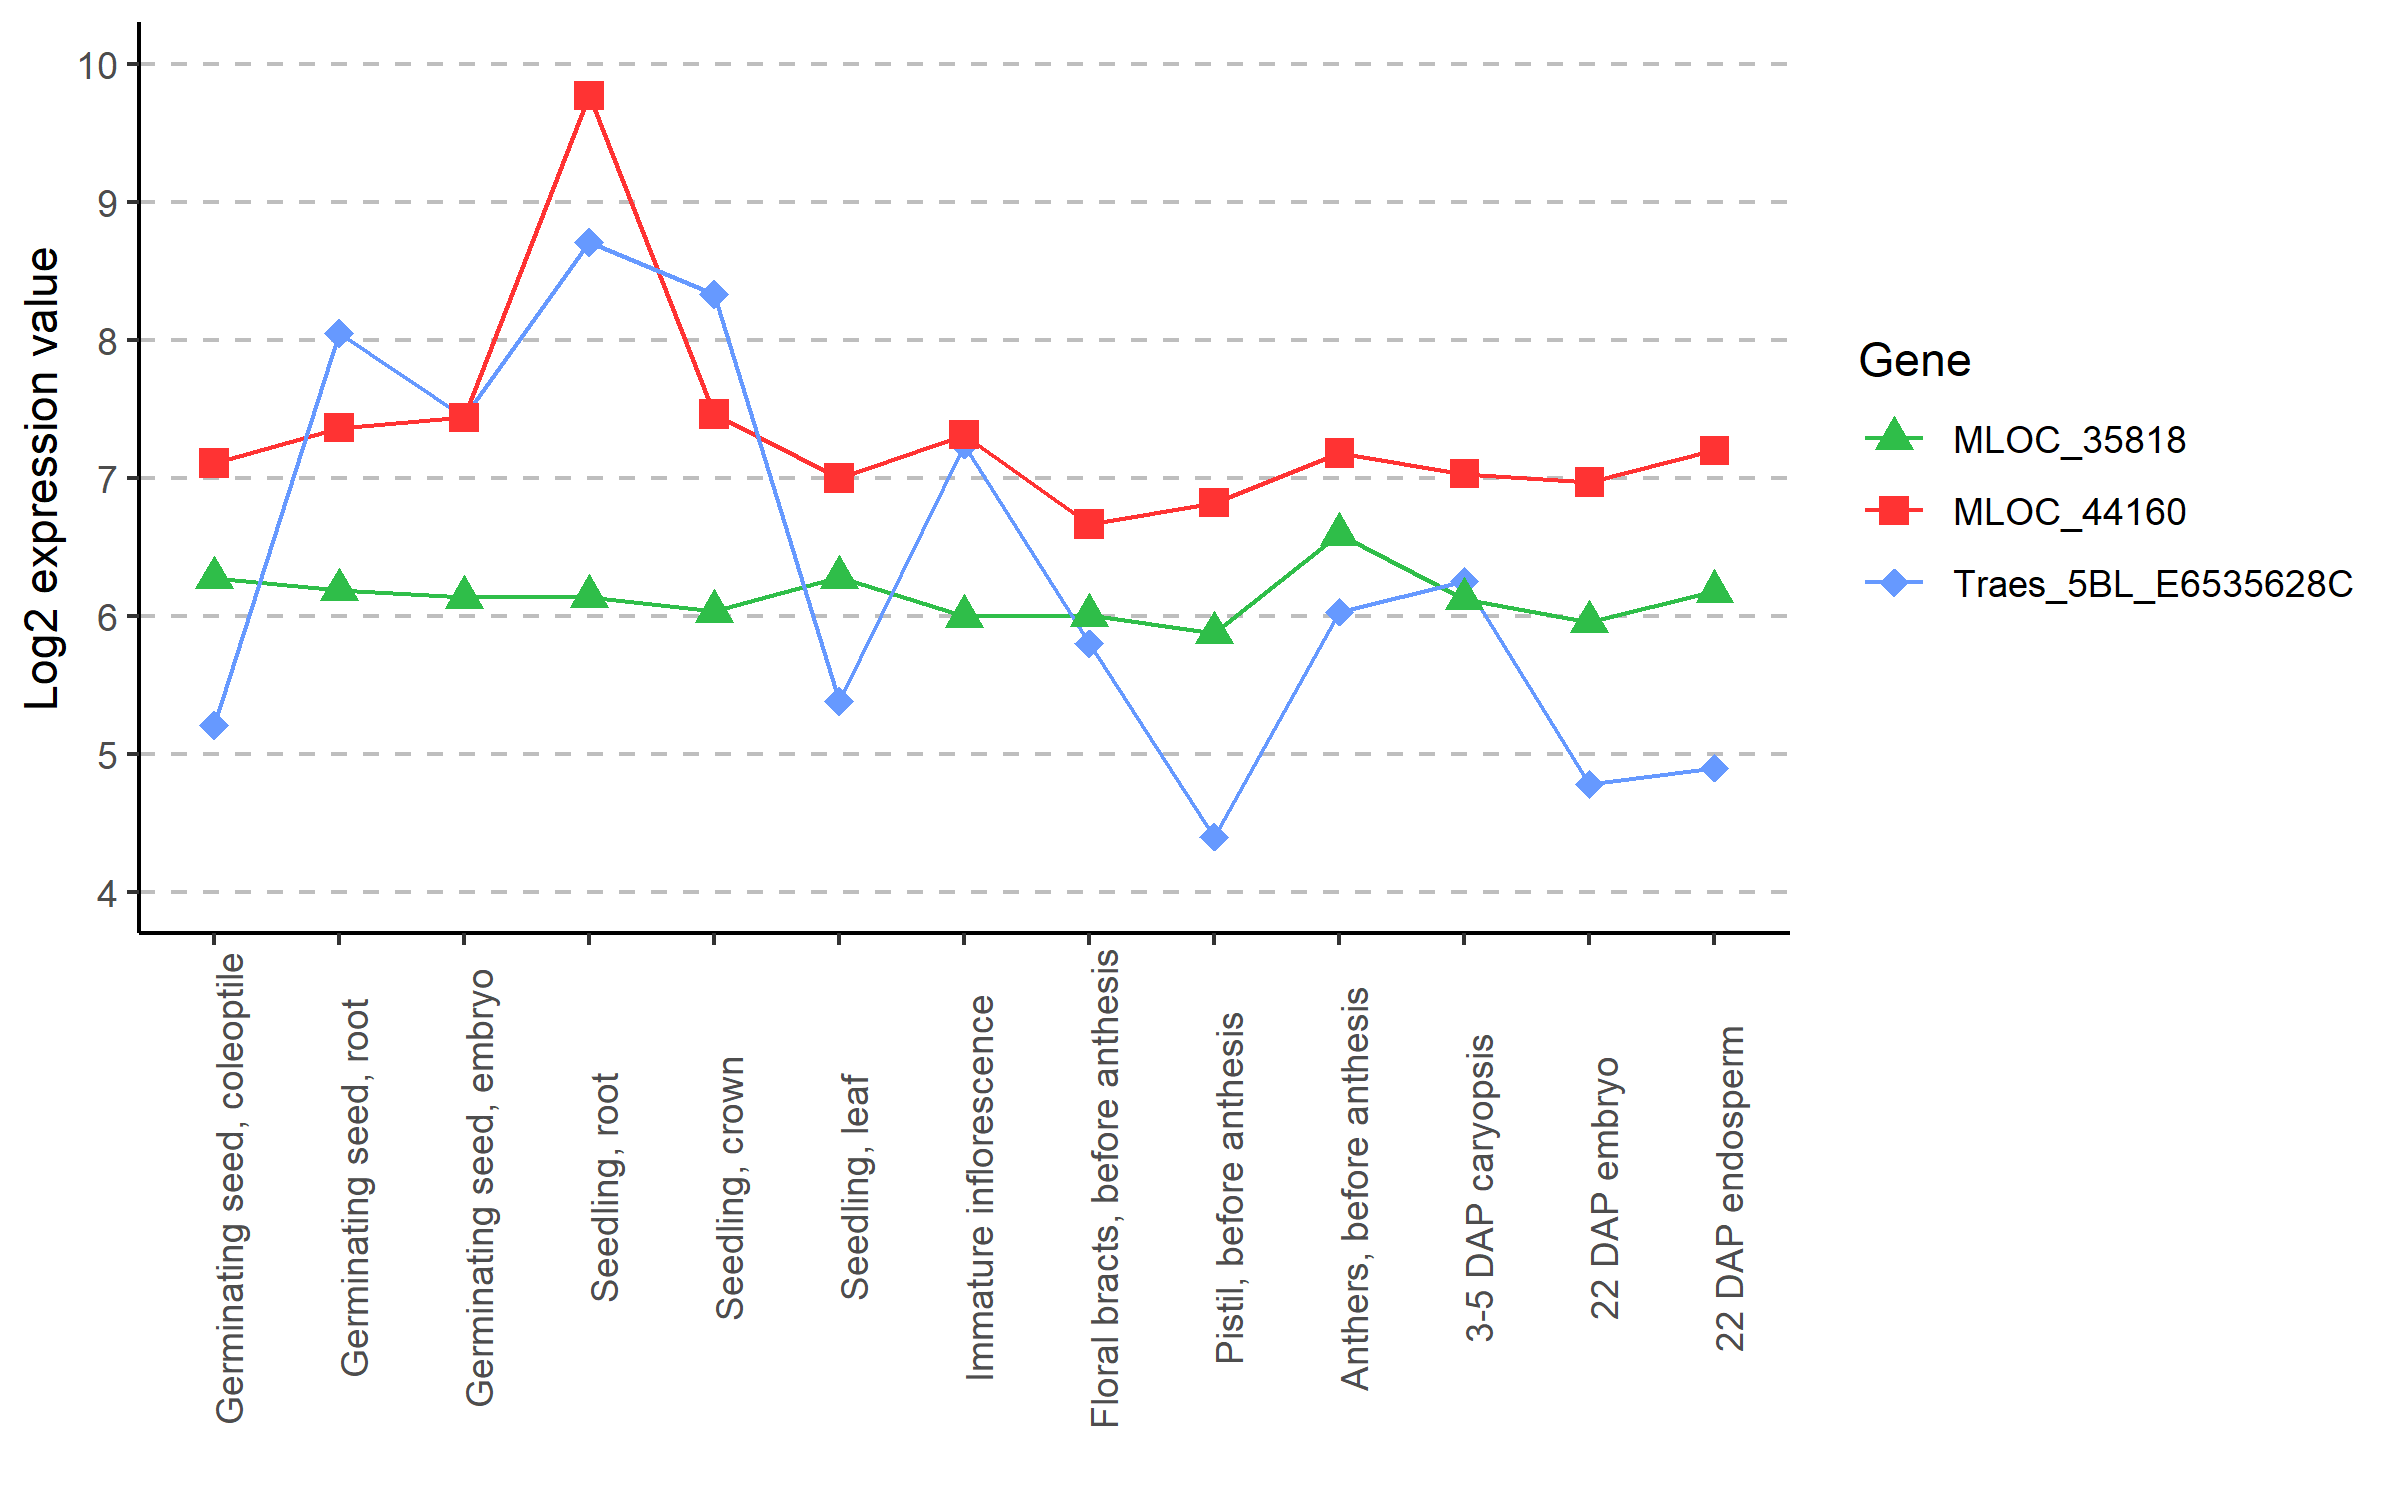 Log2 expression value
10
9
8
7
6
5
4
Germinating seed, coleoptile
Germinating seed, root
Germinating seed, embryo
Seedling, root
Seedling, crown
Seedling, leaf
Immature inflorescence
Floral bracts, before anthesis
Pistil, before anthesis
Anthers, before anthesis
3-5 DAP caryopsis
22 DAP embryo
22 DAP endosperm
Gene
MLOC_35818
MLOC_44160
Traes_5BL_E6535628C